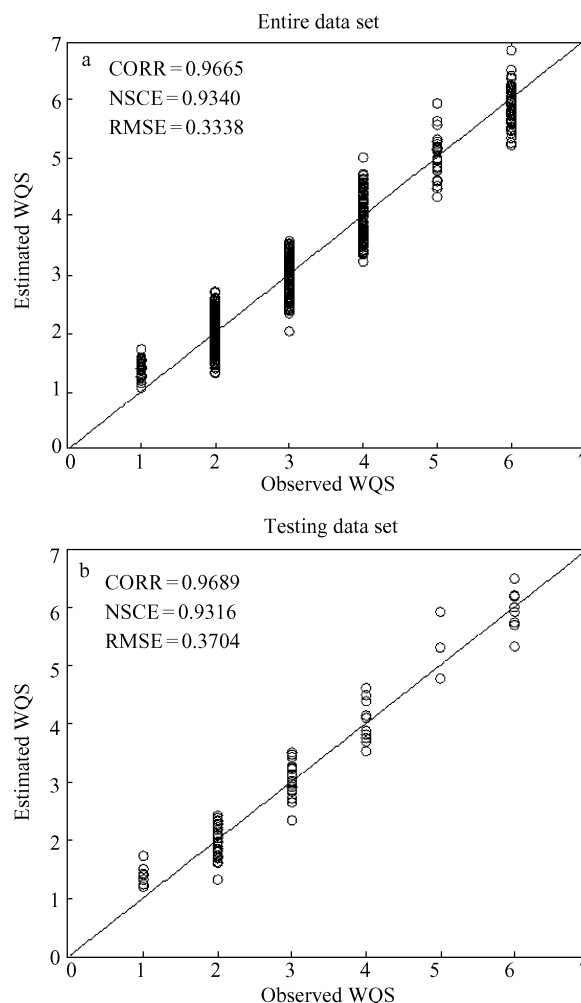 Entire data set
7
a
CORR=0.9665
NSCE=0.9340
RMSE=0.3338
6
5
4
3
2
1
0
Estimated WQS
0 1 2 3 4 5 6 7
Observed WQS
Testing data set
7
b
CORR=0.9689
NSCE=0.9316
RMSE=0.3704
6
5
4
3
2
1
0
Estimated WQS
0 1 2 3 4 5 6 7
Observed WQS